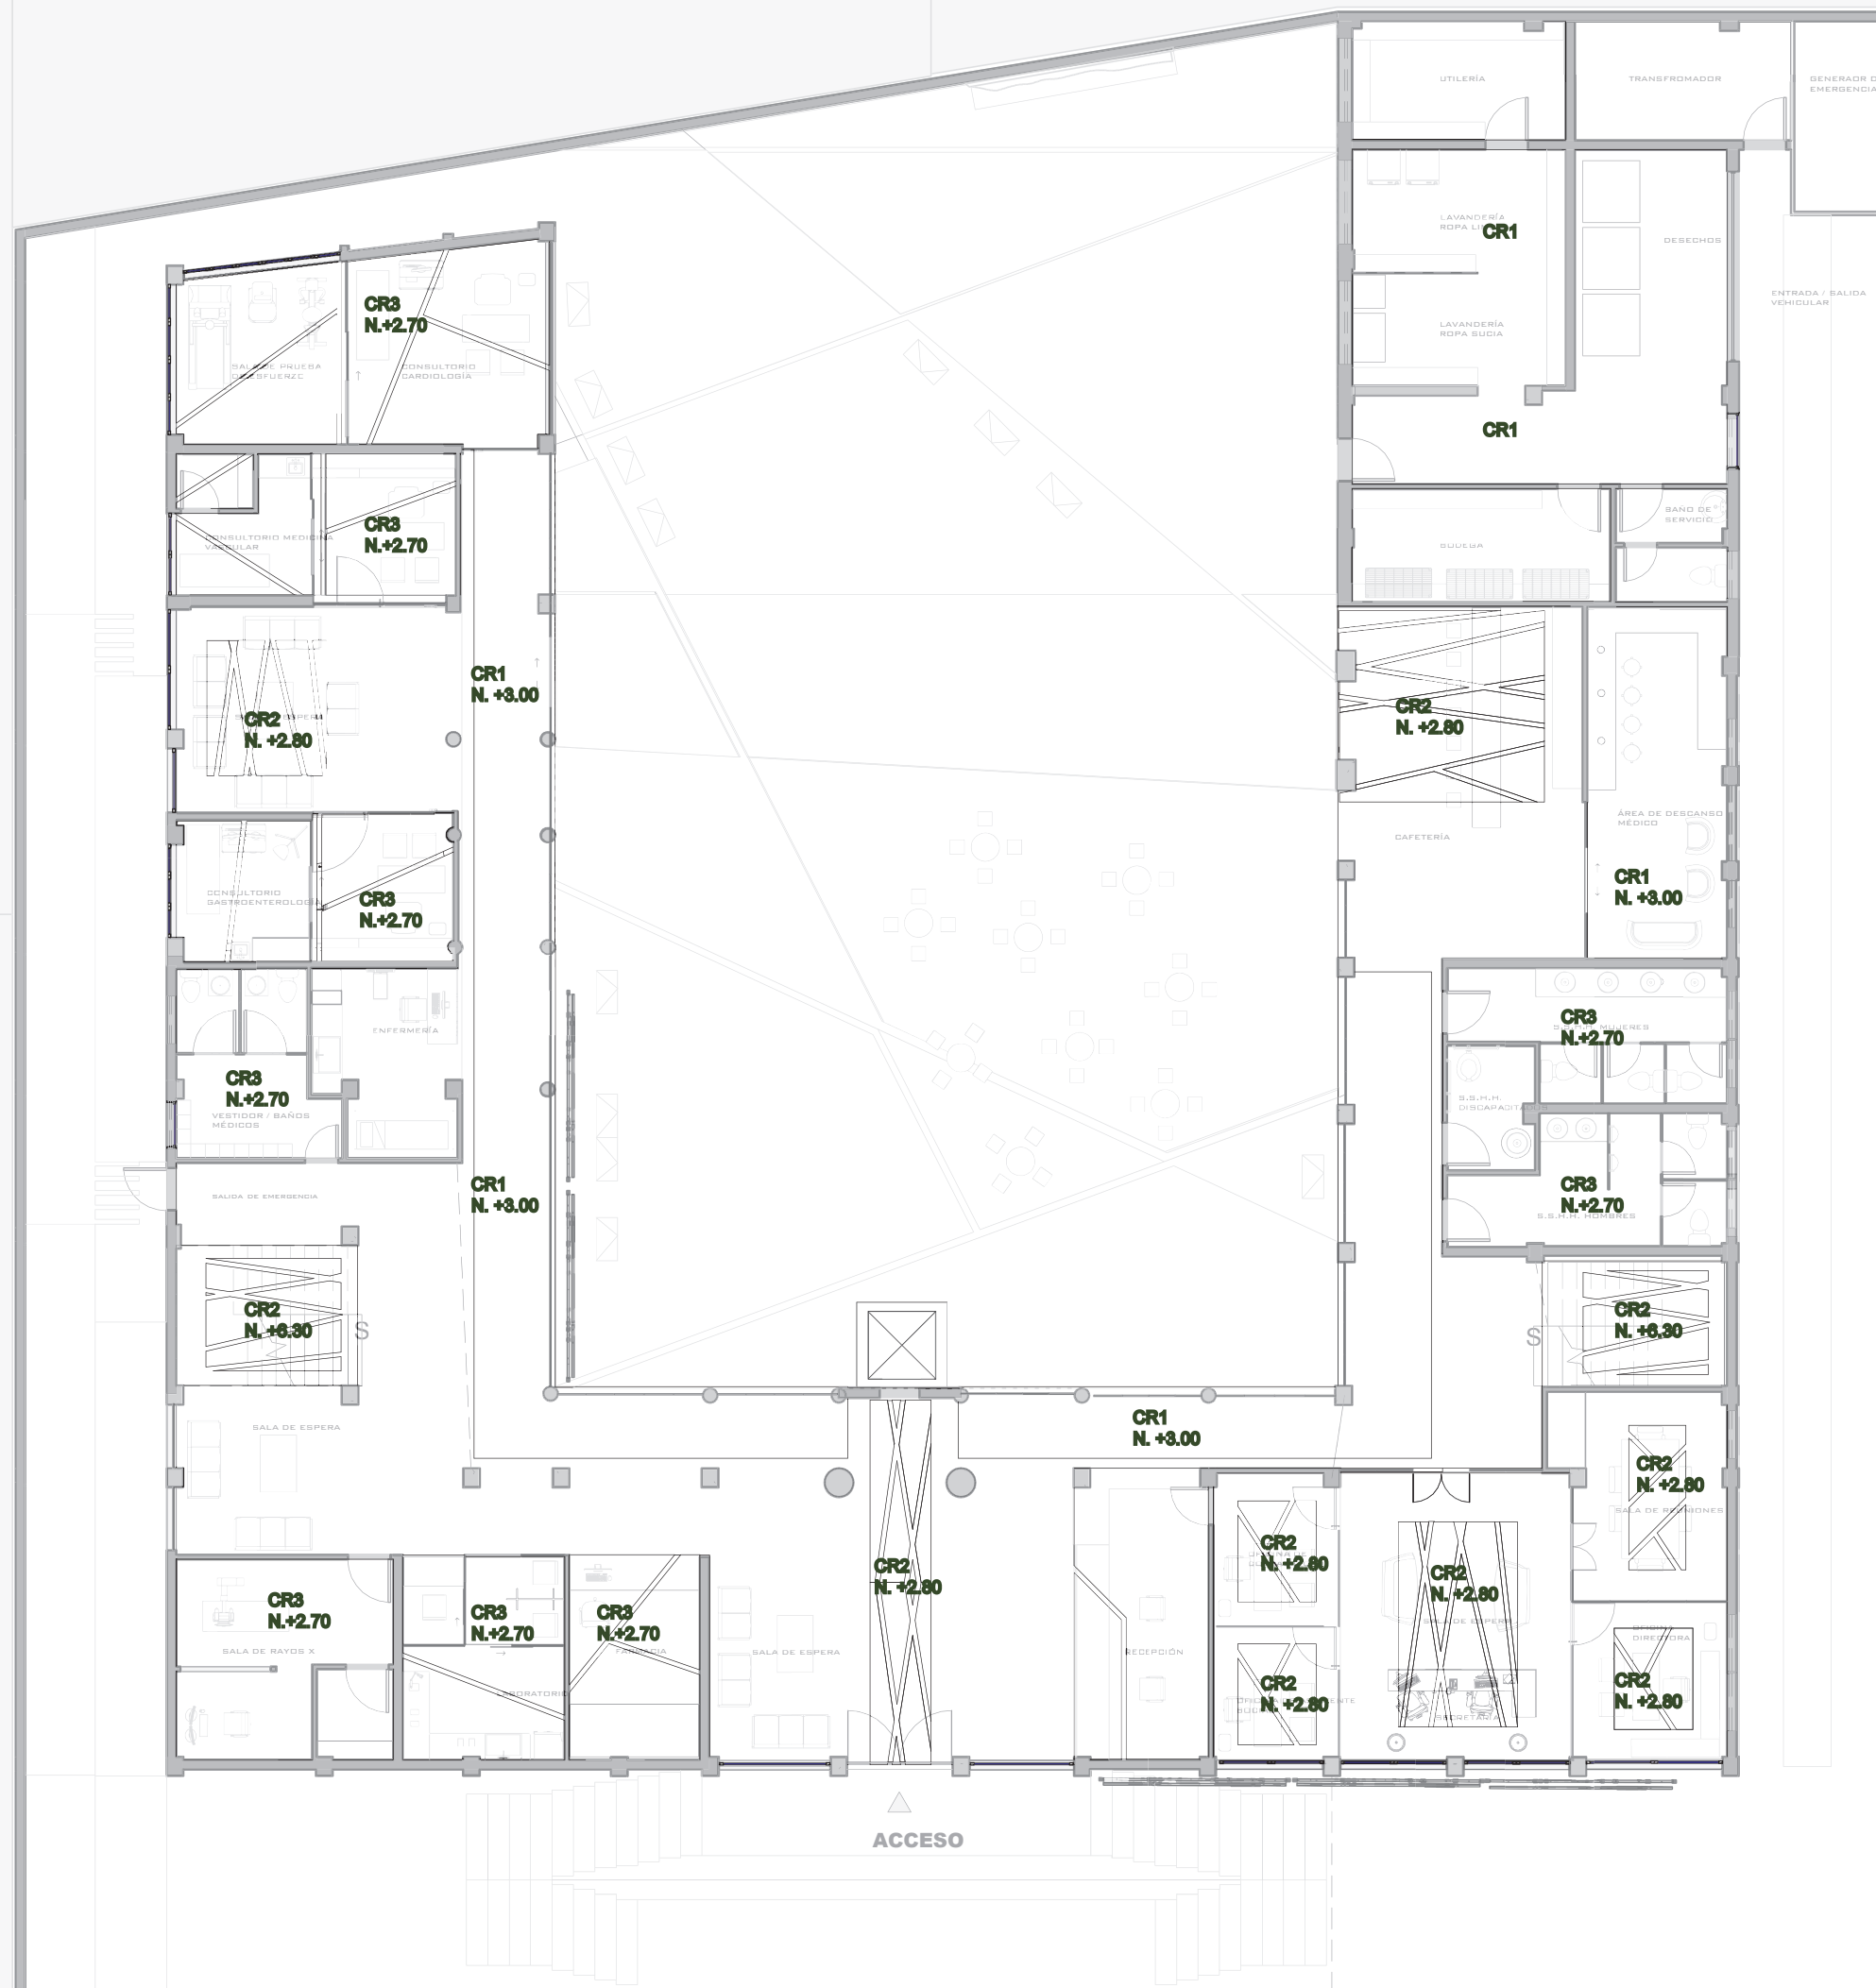 UTILERÍA
TRANSFROMADOR
GENERAOR D
EMERGENCIA
LAVANDERÍA
ROPA LI
CR1
DESECHOS
ENTRADA / SALIDA
VEHICULAR
CR3
N.+2.70
LAVANDERÍA
ROPA SUCIA
SALA DE PRUEBA
DE ESFUERZO
CONSULTORIO
CARDIOLOGÍA
CR1
BAÑO DE
SERVICIO
CR3
N.+2.70
CONSULTORIO MEDICINA
VASCULAR
BODEGA
CR1
N. +3.00
CR2
N. +2.80
CR2
N. +2.80
ÁREA DE DESCANSO
MÉDICO
CAFETERÍA
CR1
N. +3.00
CONSULTORIO
GASTROENTEROLOGÍA
CR3
N.+2.70
CR3
N.+2.70
S.S.H.H. MUJERES
ENFERMERÍA
CR3
N.+2.70
VESTIDOR / BAÑOS
MÉDICOS
S.S.H.H.
DISCAPACITADOS
CR1
N. +3.00
CR3
N.+2.70
S.S.H.H. HOMBRES
SALIDA DE EMERGENCIA
CR2
N. +6.30
S
S
CR2
N. +6.30
CR1
N. +3.00
SALA DE ESPERA
CR2
N. +2.80
SALA DE REUNIONES
CR2
N. +2.80
CR2
N. +2.80
CR2
N. +2.80
SALA DE ESPERA
CR3
N.+2.70
CR3
N.+2.70
CR3
N.+2.70
FARMACIA
SALA DE RAYOS X
SALA DE ESPERA
RECEPCIÓN
OFICINA
DIRECTORA
LABORATORIO
CR2
N. +2.80
CR2
N. +2.80
SECRETARÍA
ACCESO